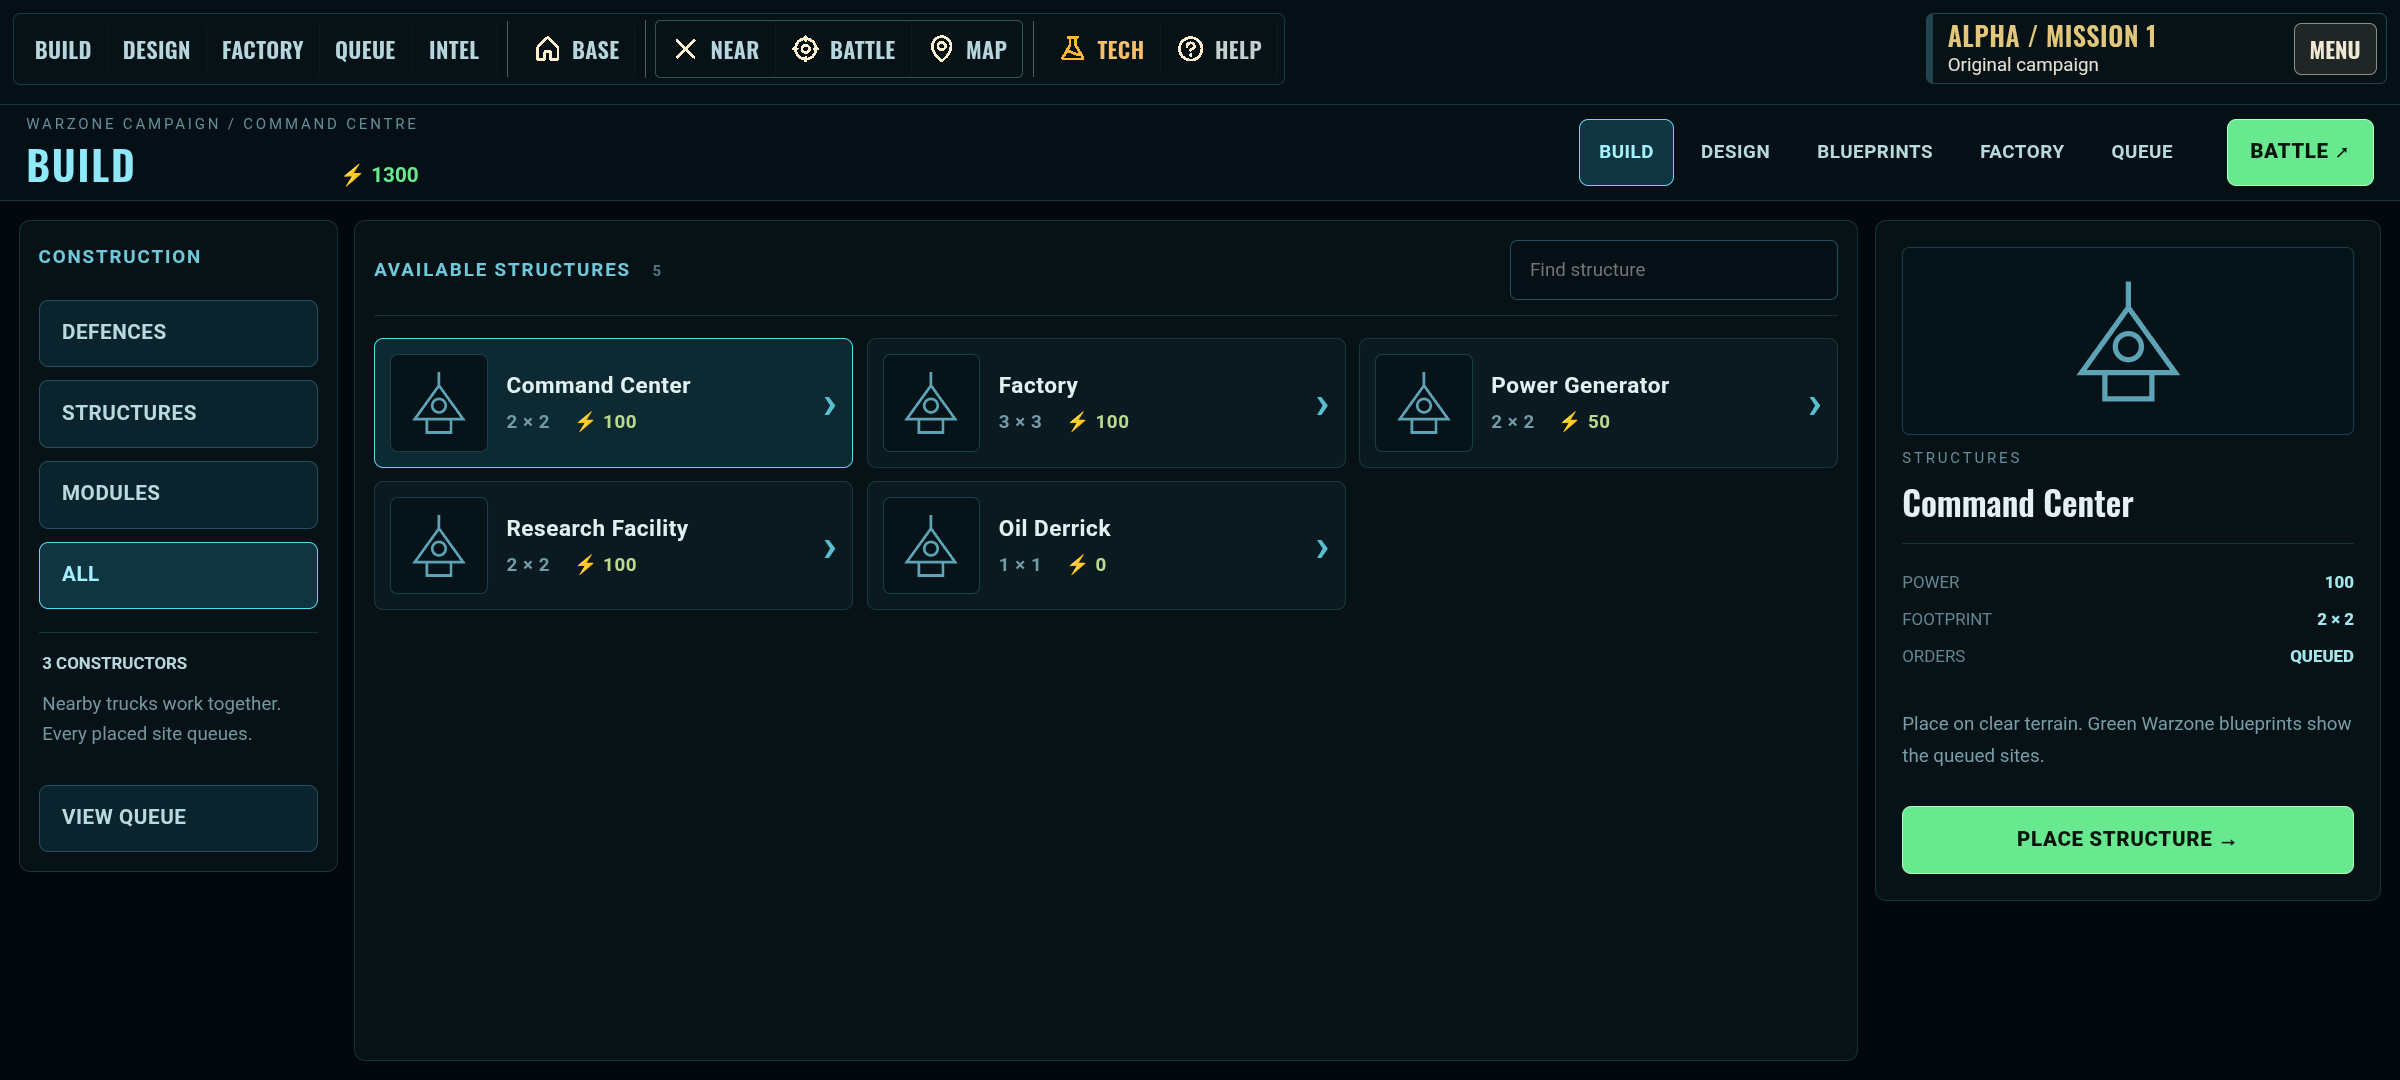 BUILD DESIGN FACTORY QUEUE INTEL BASE NEAR BATTLE MAP TECH HELP
ALPHA / MISSION 1
Original campaign
MENU
WARZONE CAMPAIGN / COMMAND CENTRE
BUILD
⚡ 1300
BUILD DESIGN BLUEPRINTS FACTORY QUEUE
BATTLE ↗
CONSTRUCTION
DEFENCES
STRUCTURES
MODULES
ALL
3 CONSTRUCTORS
Nearby trucks work together.
Every placed site queues.
VIEW QUEUE
AVAILABLE STRUCTURES 5
Find structure
Command Center
2 × 2 ⚡ 100
Factory
3 × 3 ⚡ 100
Power Generator
2 × 2 ⚡ 50
Research Facility
2 × 2 ⚡ 100
Oil Derrick
1 × 1 ⚡ 0
STRUCTURES
Command Center
POWER 100
FOOTPRINT 2 × 2
ORDERS QUEUED
Place on clear terrain. Green Warzone blueprints show
the queued sites.
PLACE STRUCTURE →